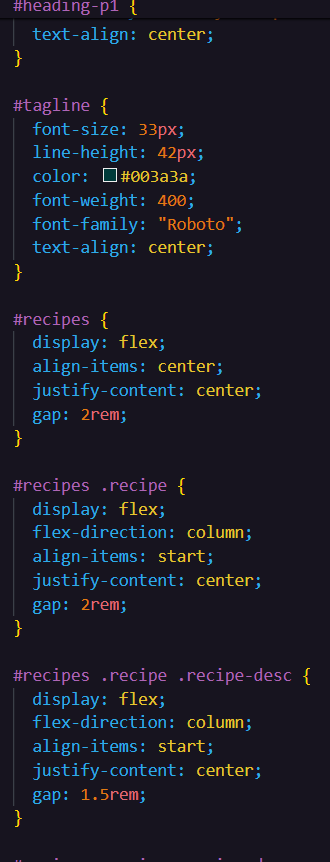 #heading-p1 {
text-align: center;
}
#tagline {
font-size: 33px;
line-height: 42px;
color: #003a3a;
font-weight: 400;
font-family: "Roboto";
text-align: center;
}
#recipes {
display: flex;
align-items: center;
justify-content: center;
gap: 2rem;
}
#recipes .recipe {
display: flex;
flex-direction: column;
align-items: start;
justify-content: center;
gap: 2rem;
}
#recipes .recipe .recipe-desc {
display: flex;
flex-direction: column;
align-items: start;
justify-content: center;
gap: 1.5rem;
}